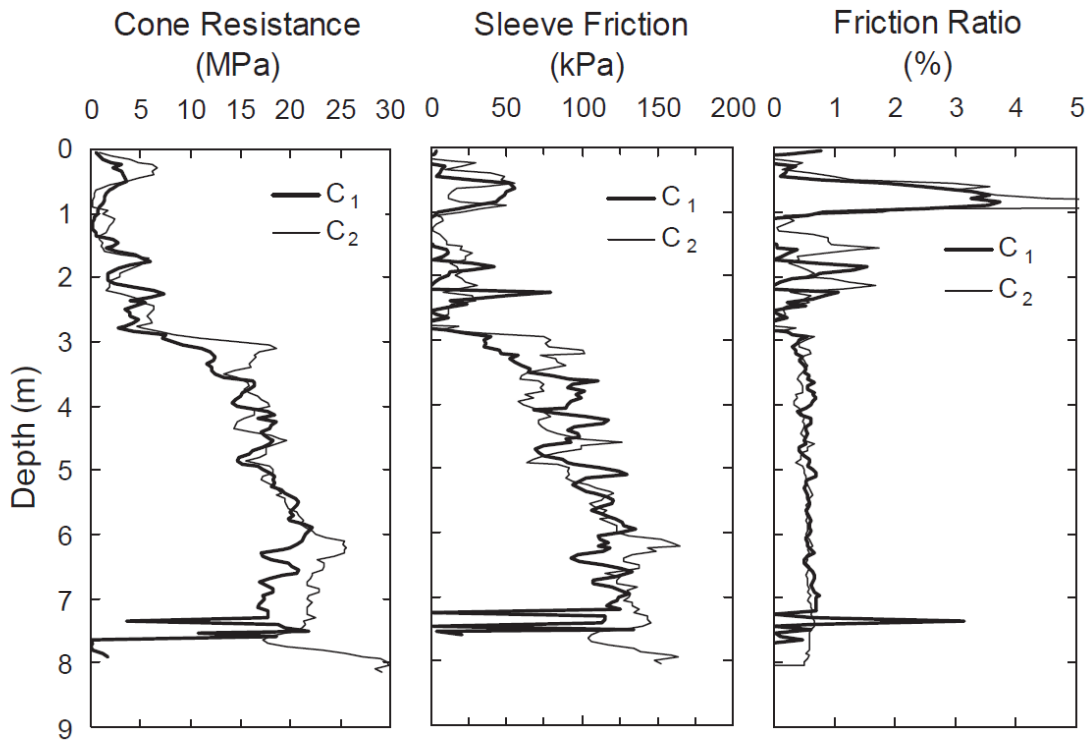 Cone Resistance
(MPa)
Sleeve Friction
(kPa)
Friction Ratio
(%)
0 5 10 15 20 25 30
0 50 100 150 200
0 1 2 3 4 5
Depth (m)
0
1
2
3
4
5
6
7
8
9
C1
C2
C1
C2
C1
C2